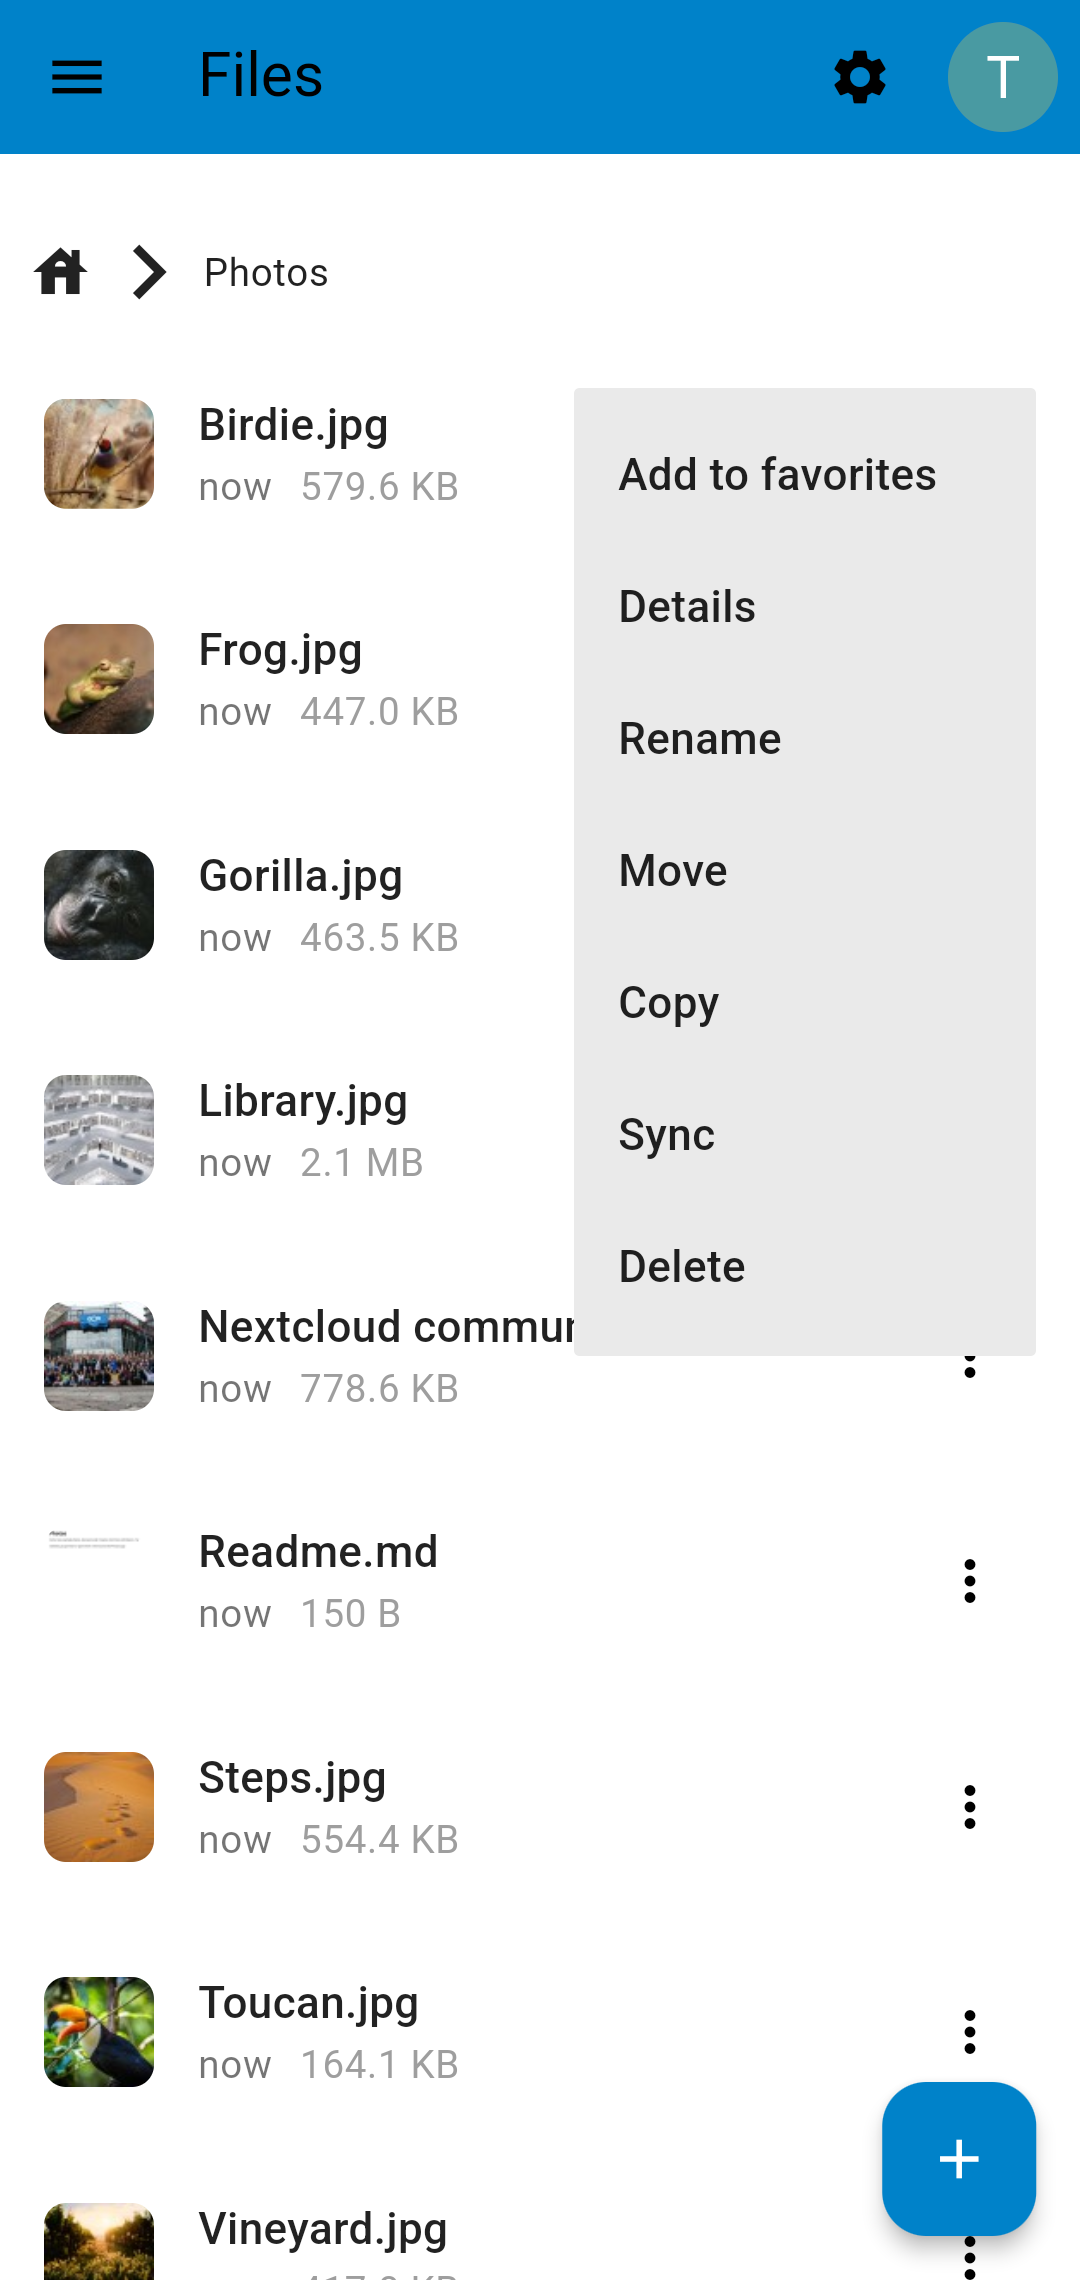 Files
T
Photos
Birdie.jpg
now 579.6 KB
Frog.jpg
now 447.0 KB
Gorilla.jpg
now 463.5 KB
Library.jpg
now 2.1 MB
Nextcloud
now 778.6 KB
Readme.md
now 150 B
Steps.jpg
now 554.4 KB
Toucan.jpg
now 164.1 KB
Vineyard.jpg
Add to favorites
Details
Rename
Move
Copy
Sync
Delete